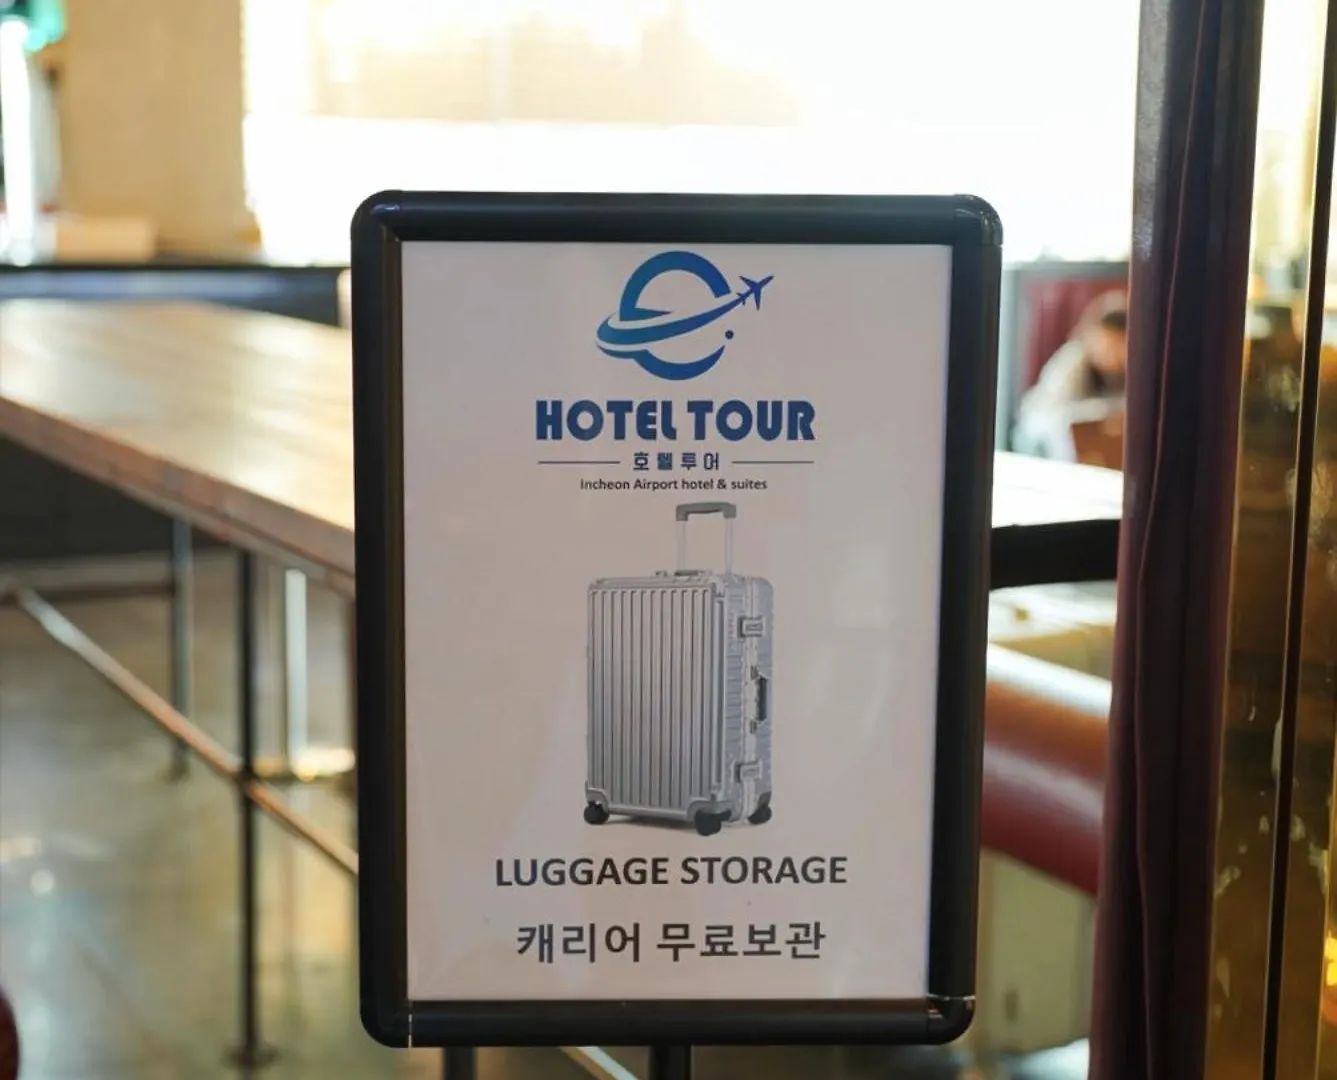 HOTEL TOUR
호텔투어
Incheon Airport hotel & suites
LUGGAGE STORAGE
캐리어 무료보관